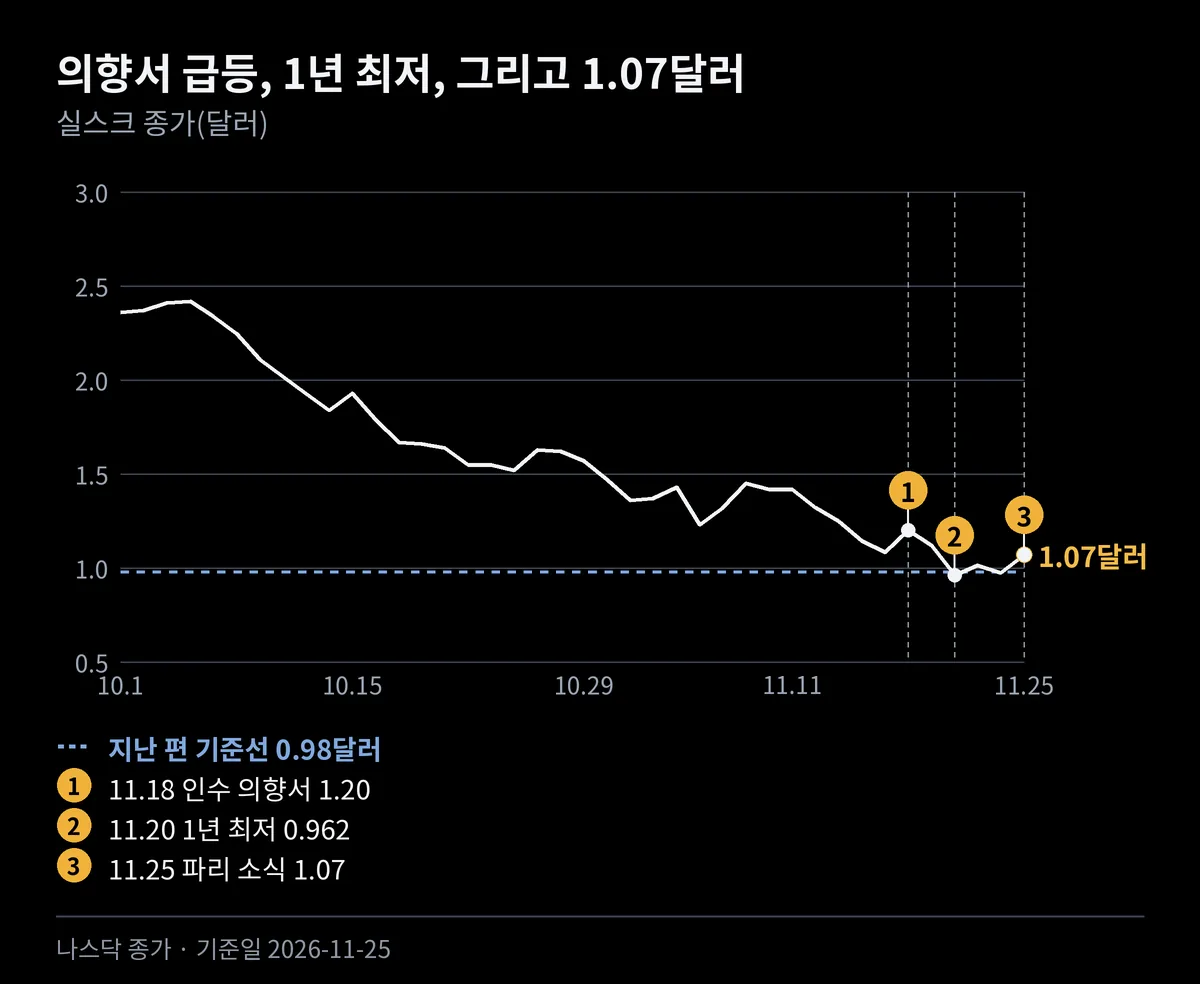 의향서 급등, 1년 최저, 그리고 1.07달러
실스크 종가(달러)
3.0
2.5
2.0
1.5
1.0
0.5
1
2
3
1.07달러
10.1
10.15
10.29
11.11
11.25
지난 편 기준선 0.98달러
1 11.18 인수 의향서 1.20
2 11.20 1년 최저 0.962
3 11.25 파리 소식 1.07
나스닥 종가 · 기준일 2026-11-25